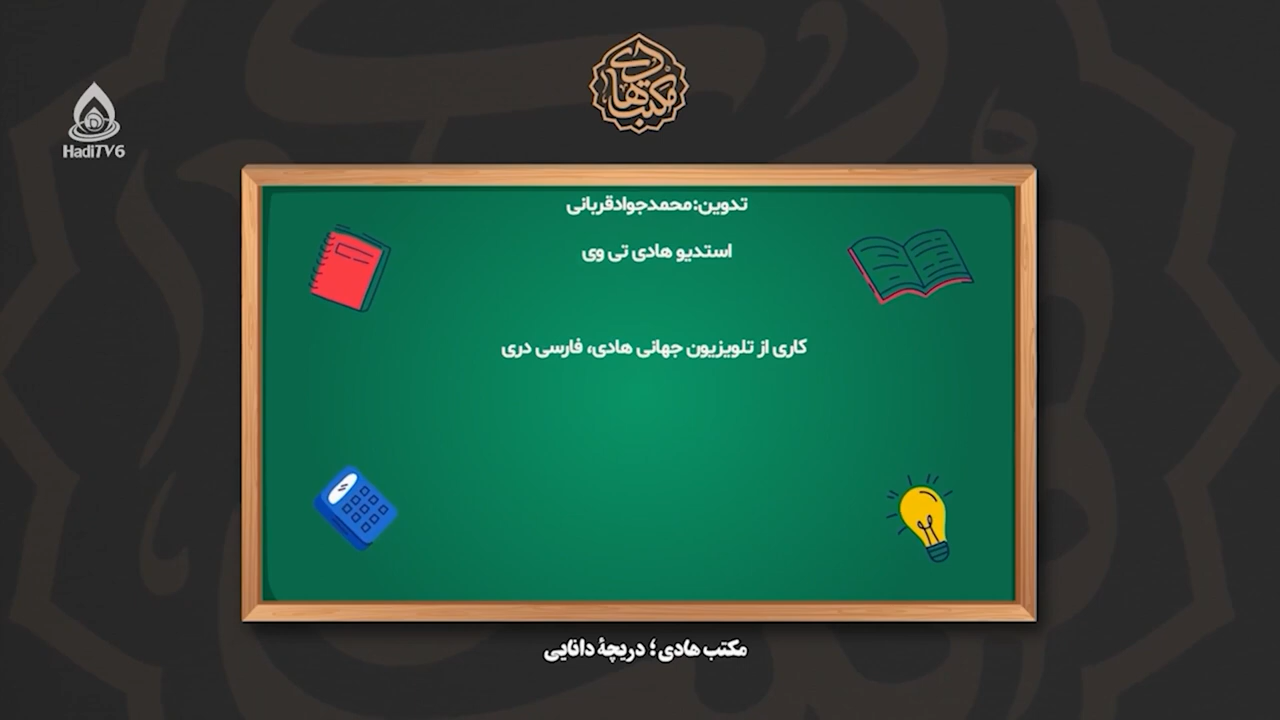 مکتب هادی
HadiTV6
تدوین:محمدجوادقربانی
استدیو هادی تی وی
کاری از تلویزیون جهانی هادی، فارسی دری
مکتب هادی؛ دریچهٔ دانایی